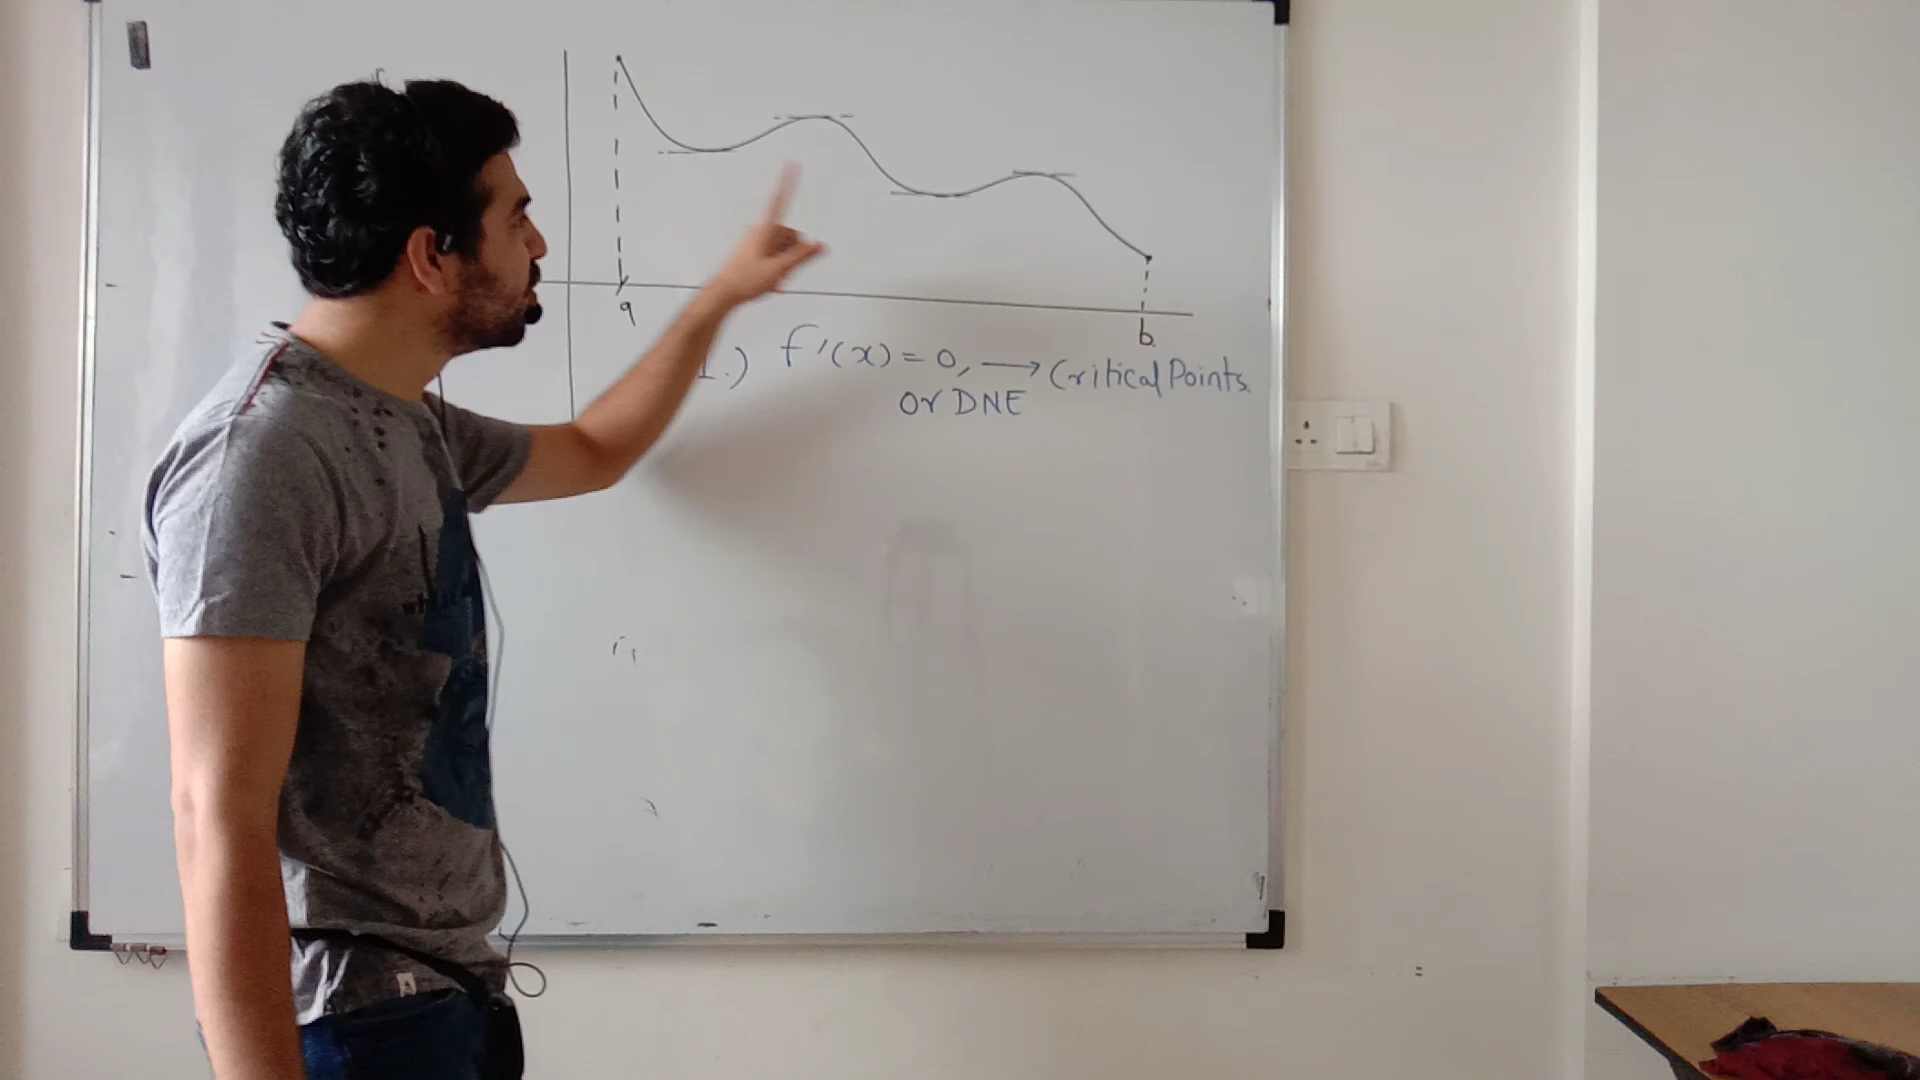 a
b
1.) f'(x) = 0, → Critical Points.
or DNE